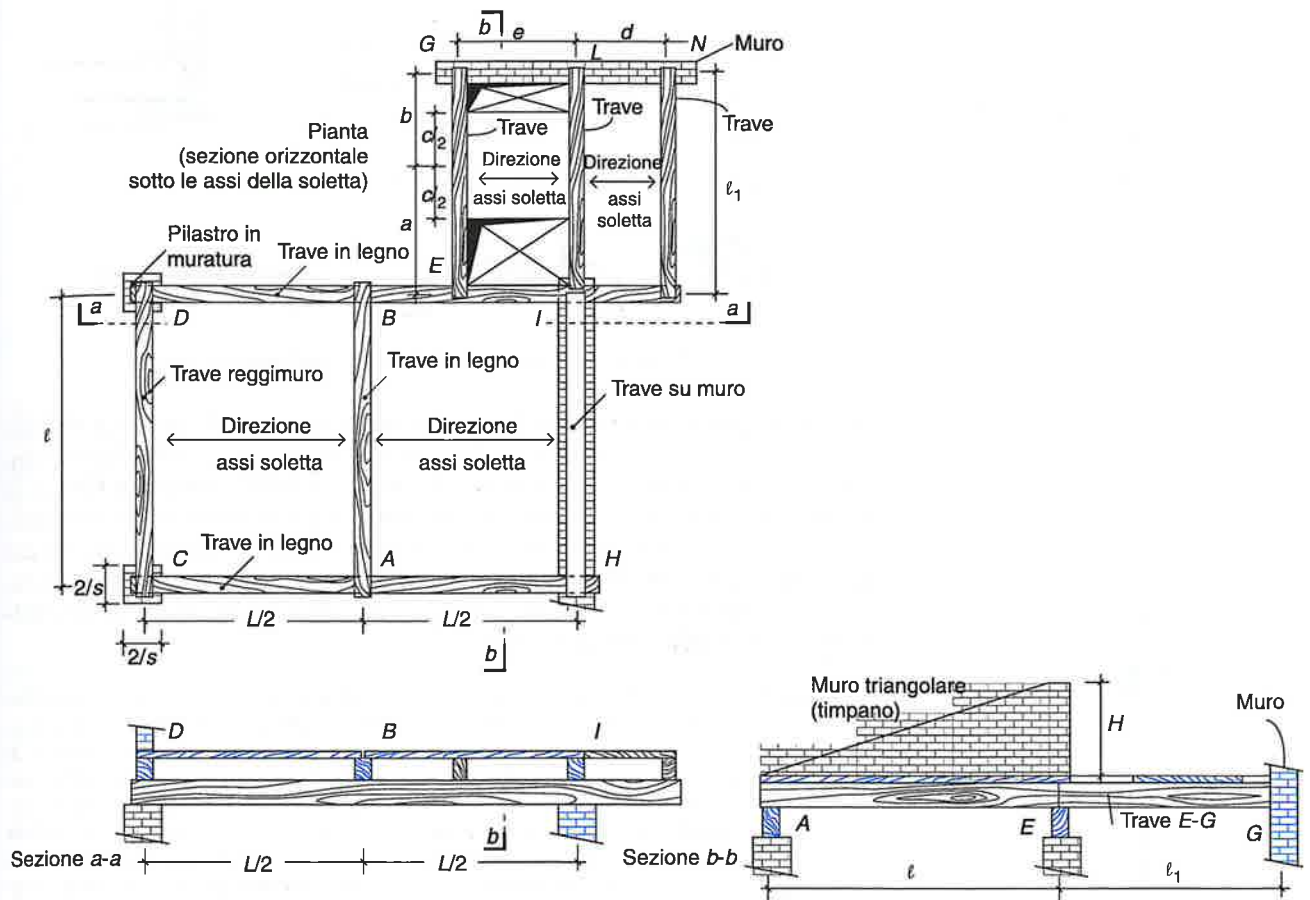 b
e
d
G
L
N
Muro
b
Pianta
(sezione orizzontale
sotto le assi della soletta)
c/2
Trave
Trave
Trave
Direzione
assi soletta
Direzione
assi
soletta
ℓ1
c/2
a
Pilastro in
muratura
Trave in legno
E
a
D
B
I
a
Trave reggimuro
Trave in legno
Trave su muro
ℓ
Direzione
assi soletta
Direzione
assi soletta
C
Trave in legno
A
H
2/s
L/2
L/2
2/s
b
D
B
I
b
Sezione a-a
L/2
L/2
Muro triangolare
(timpano)
H
Muro
A
E
Trave E-G
G
Sezione b-b
ℓ
ℓ1